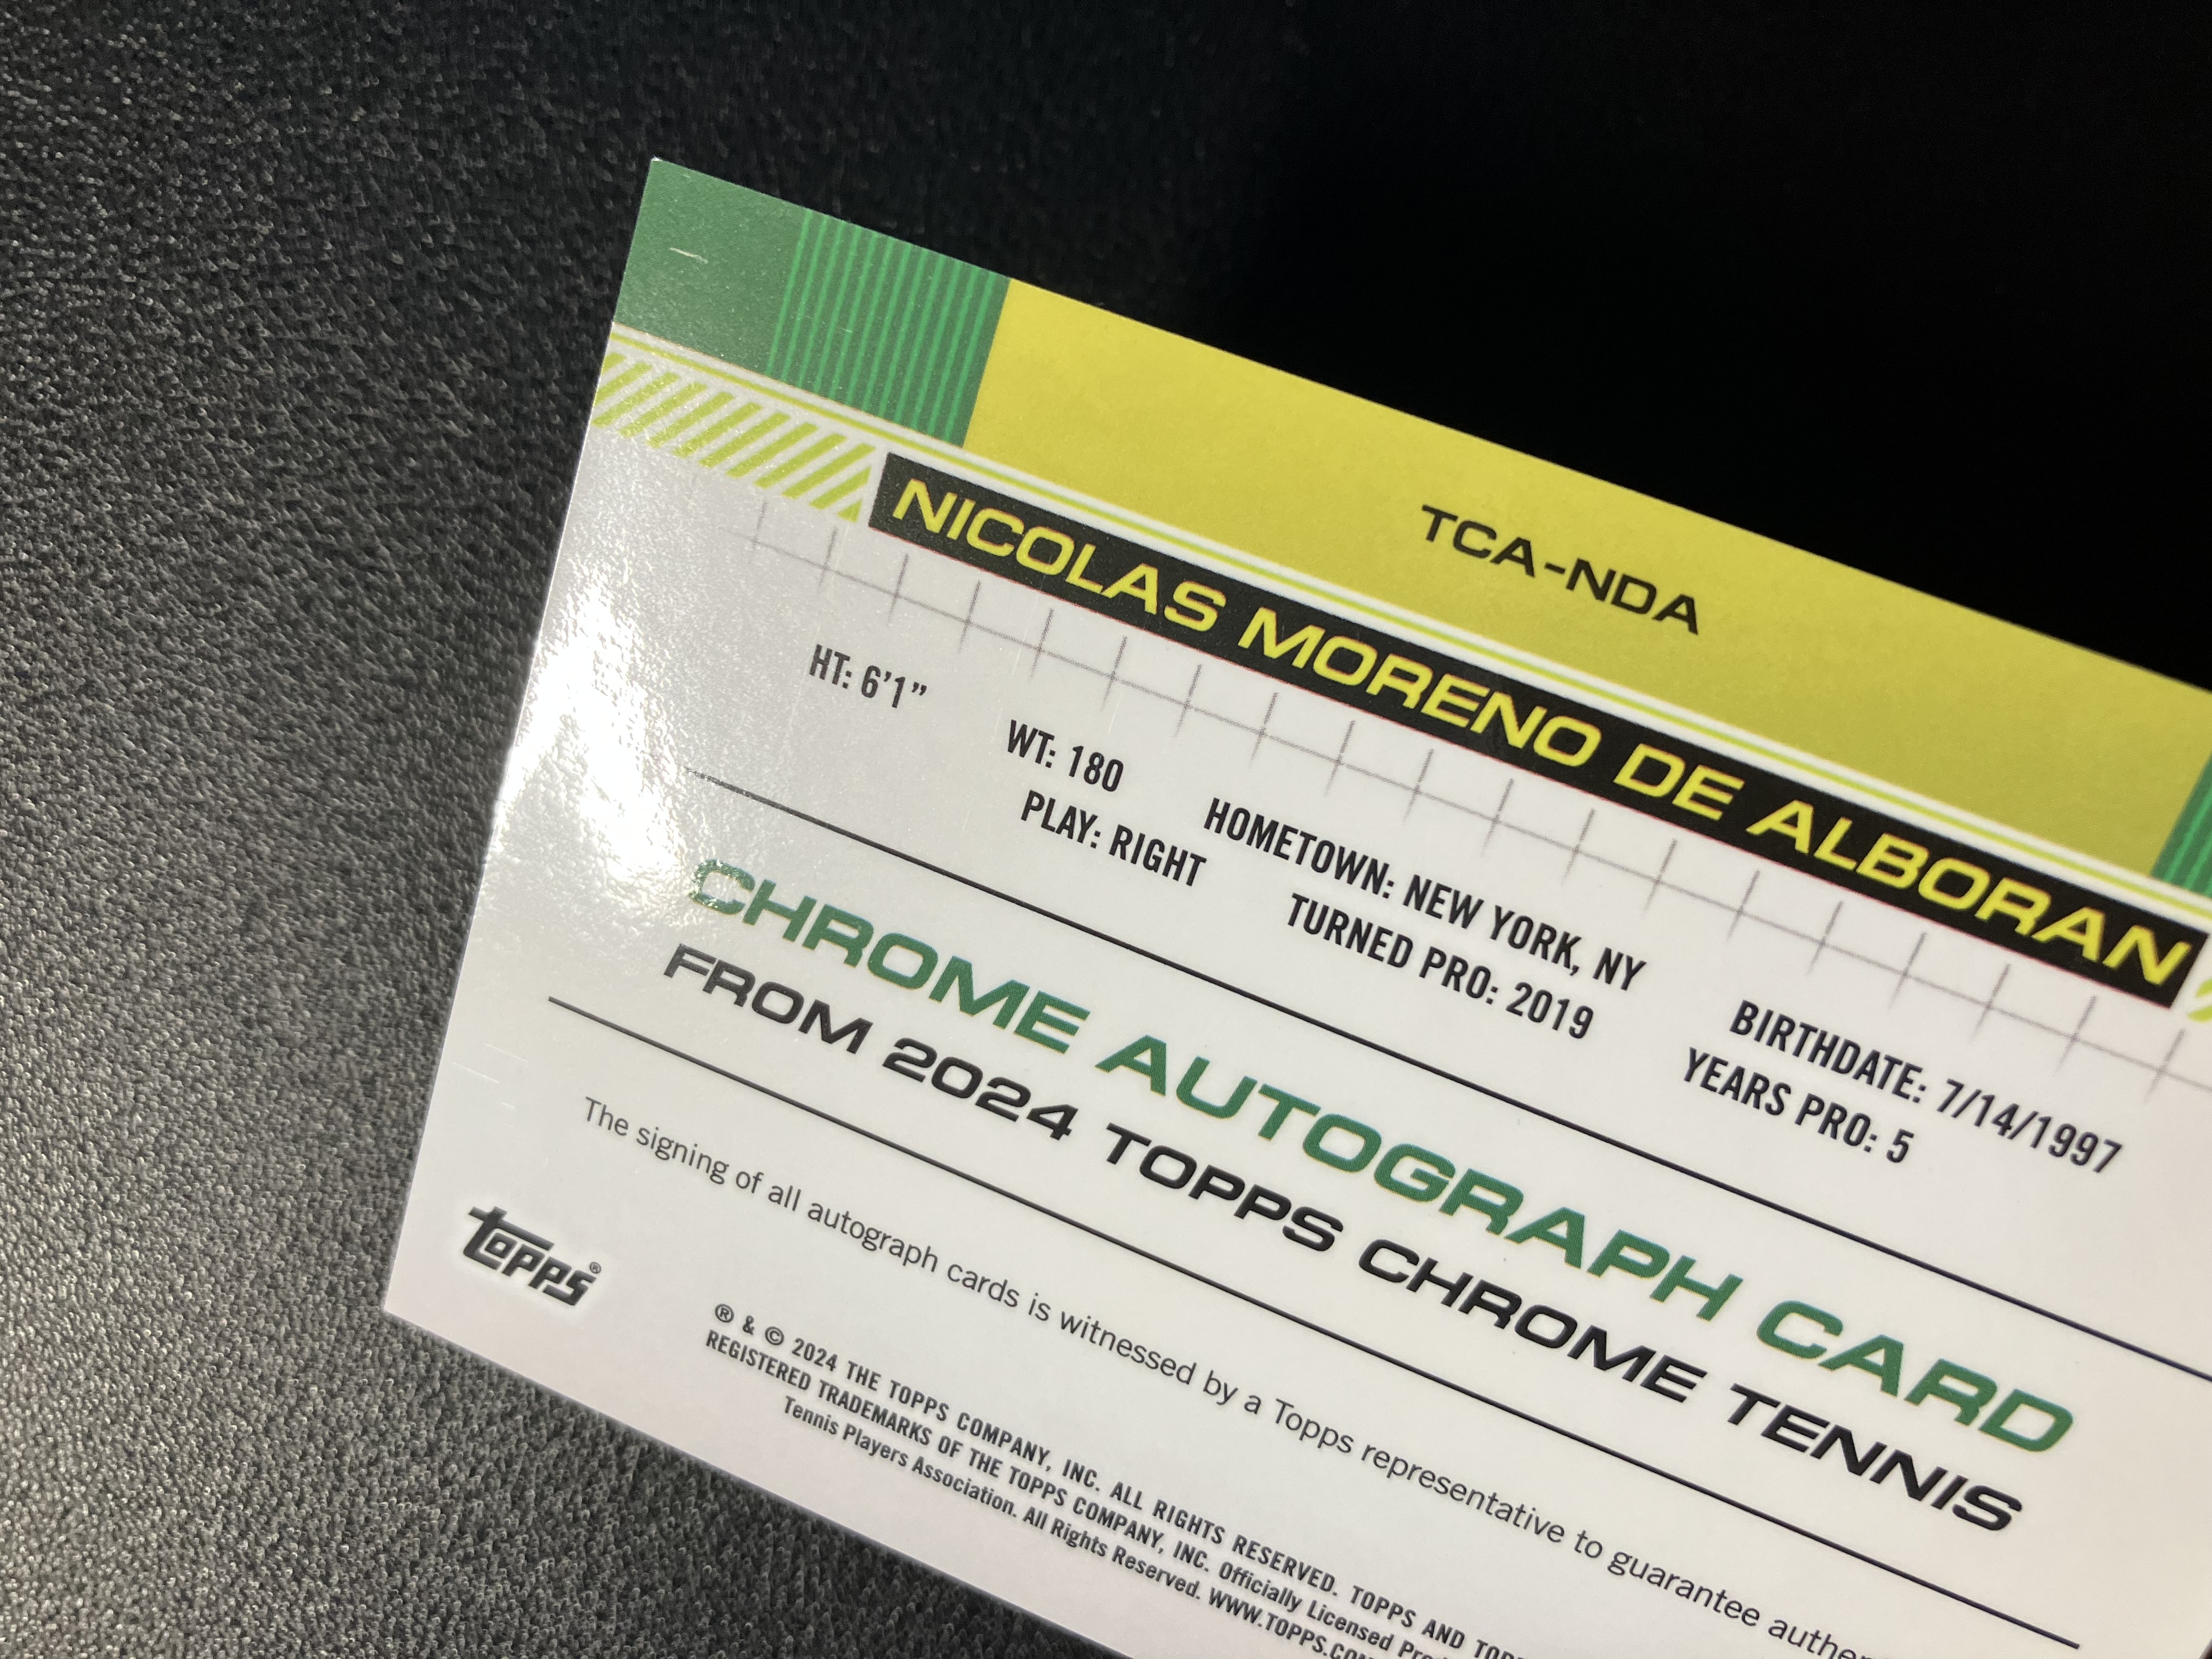 TCA-NDA
NICOLAS MORENO DE ALBORAN
HT: 6'1" WT: 180 HOMETOWN: NEW YORK, NY BIRTHDATE: 7/14/1997
PLAY: RIGHT TURNED PRO: 2019 YEARS PRO: 5
CHROME AUTOGRAPH CARD
FROM 2024 TOPPS CHROME TENNIS
The signing of all autograph cards is witnessed by a Topps representative to guarantee
topps®
® & © 2024 THE TOPPS COMPANY, INC. ALL RIGHTS RESERVED. TOPPS AND
REGISTERED TRADEMARKS OF THE TOPPS COMPANY, INC. Officially Licensed
Tennis Players Association. All Rights Reserved. WWW.TOPPS.COM